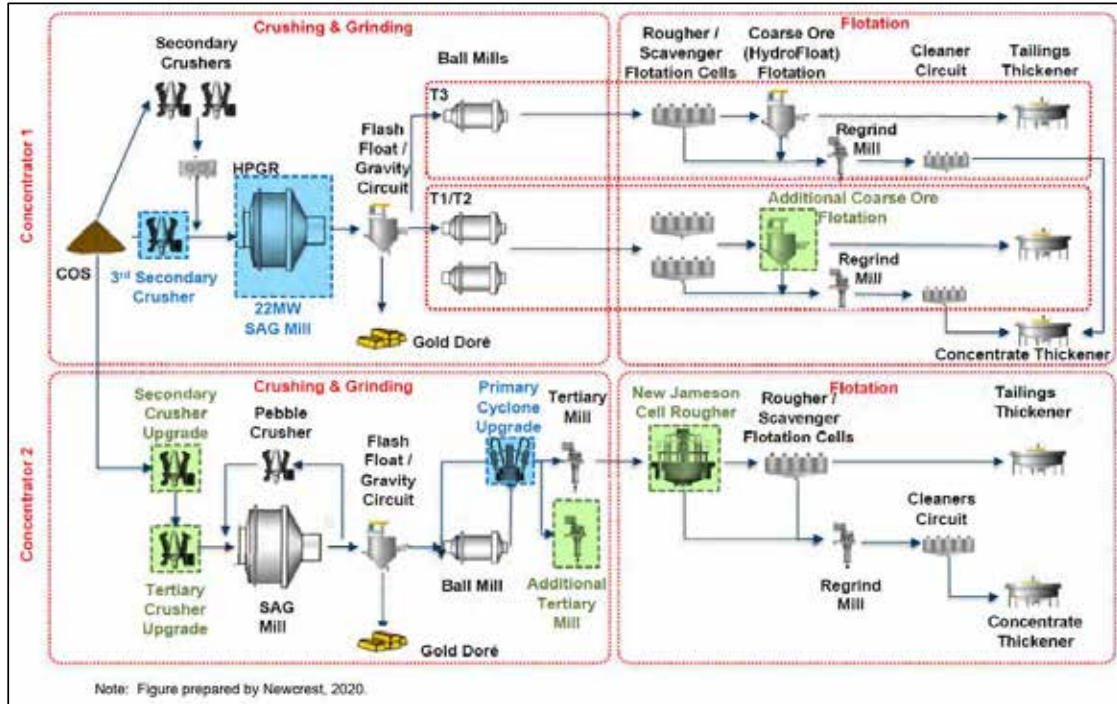 Concentrator 1
Crushing & Grinding
Secondary
Crushers
Ball Mills
T3
HPGR
Flash
Float /
Gravity
Circuit
T1/T2
COS
3rd Secondary
Crusher
22MW
SAG Mill
Gold Doré
Flotation
Rougher /
Scavenger
Flotation Cells
Coarse Ore
(HydroFloat)
Flotation
Cleaner
Circuit
Tailings
Thickener
Regrind
Mill
Additional Coarse Ore
Flotation
Regrind
Mill
Concentrate Thickener
Concentrator 2
Crushing & Grinding
Secondary
Crusher
Upgrade
Pebble
Crusher
Flash
Float /
Gravity
Circuit
Primary
Cyclone
Upgrade
Tertiary
Mill
Tertiary
Crusher
Upgrade
SAG
Mill
Ball Mill
Additional
Tertiary
Mill
Gold Doré
Flotation
New Jameson
Cell Rougher
Rougher /
Scavenger
Flotation Cells
Tailings
Thickener
Cleaners
Circuit
Regrind
Mill
Concentrate
Thickener
Note: Figure prepared by Newcrest, 2020.